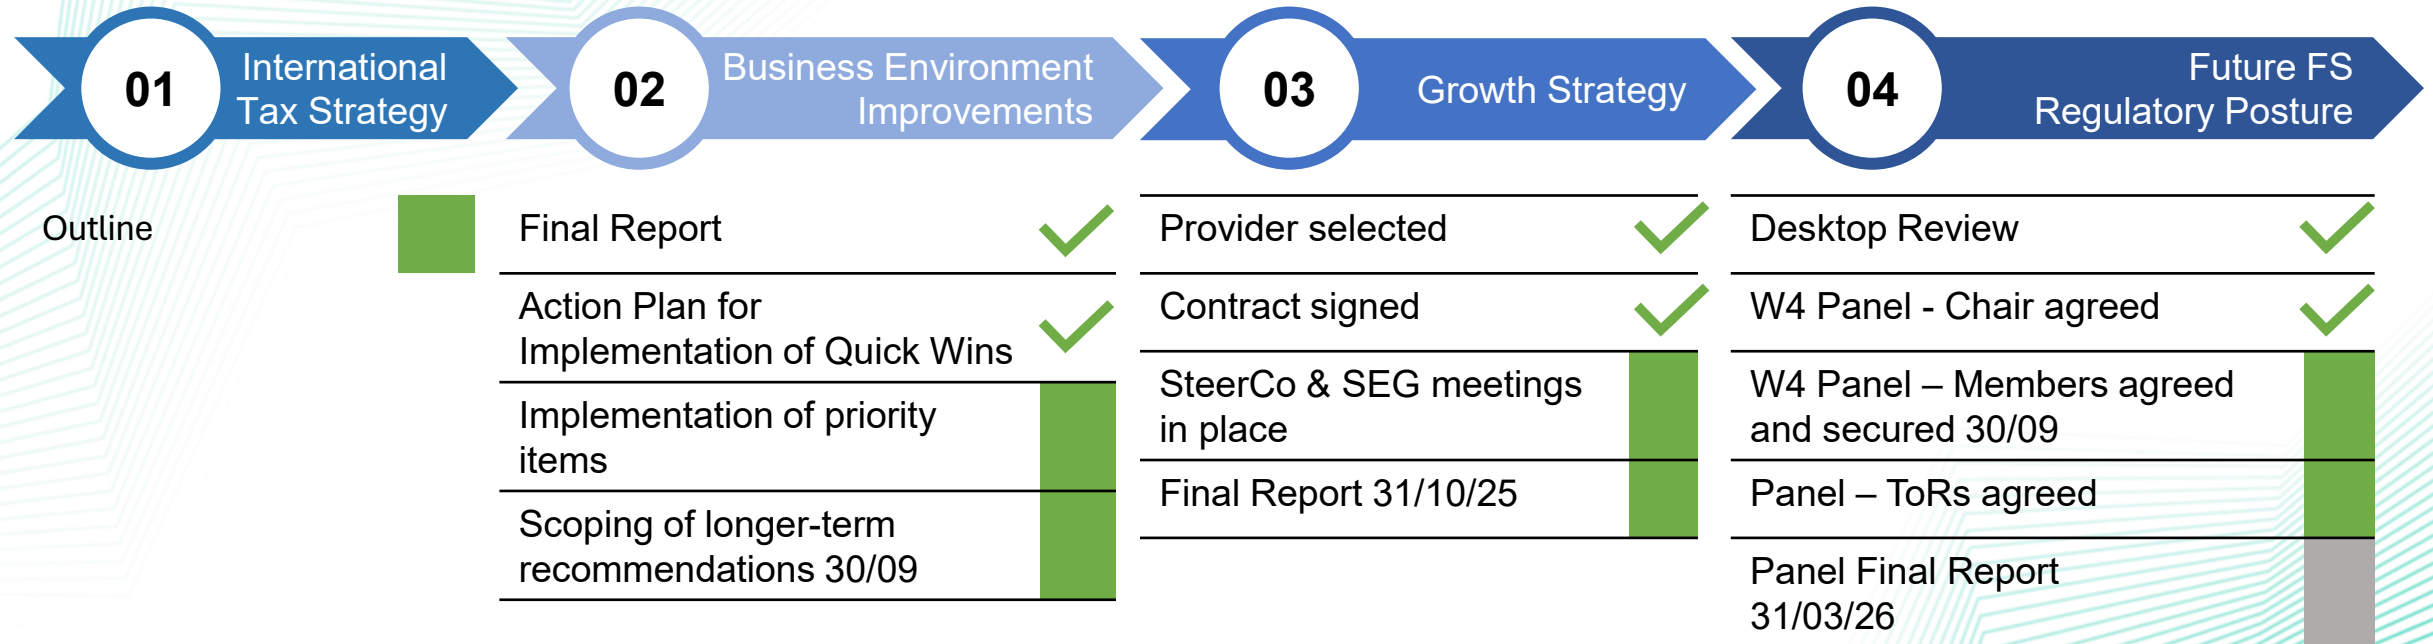 01
International
Tax Strategy
02
Business Environment
Improvements
03
Growth Strategy
04
Future FS
Regulatory Posture
Outline
Final Report
Action Plan for
Implementation of Quick Wins
Implementation of priority
items
Scoping of longer-term
recommendations 30/09
Provider selected
Contract signed
SteerCo & SEG meetings
in place
Final Report 31/10/25
Desktop Review
W4 Panel - Chair agreed
W4 Panel – Members agreed
and secured 30/09
Panel – ToRs agreed
Panel Final Report
31/03/26